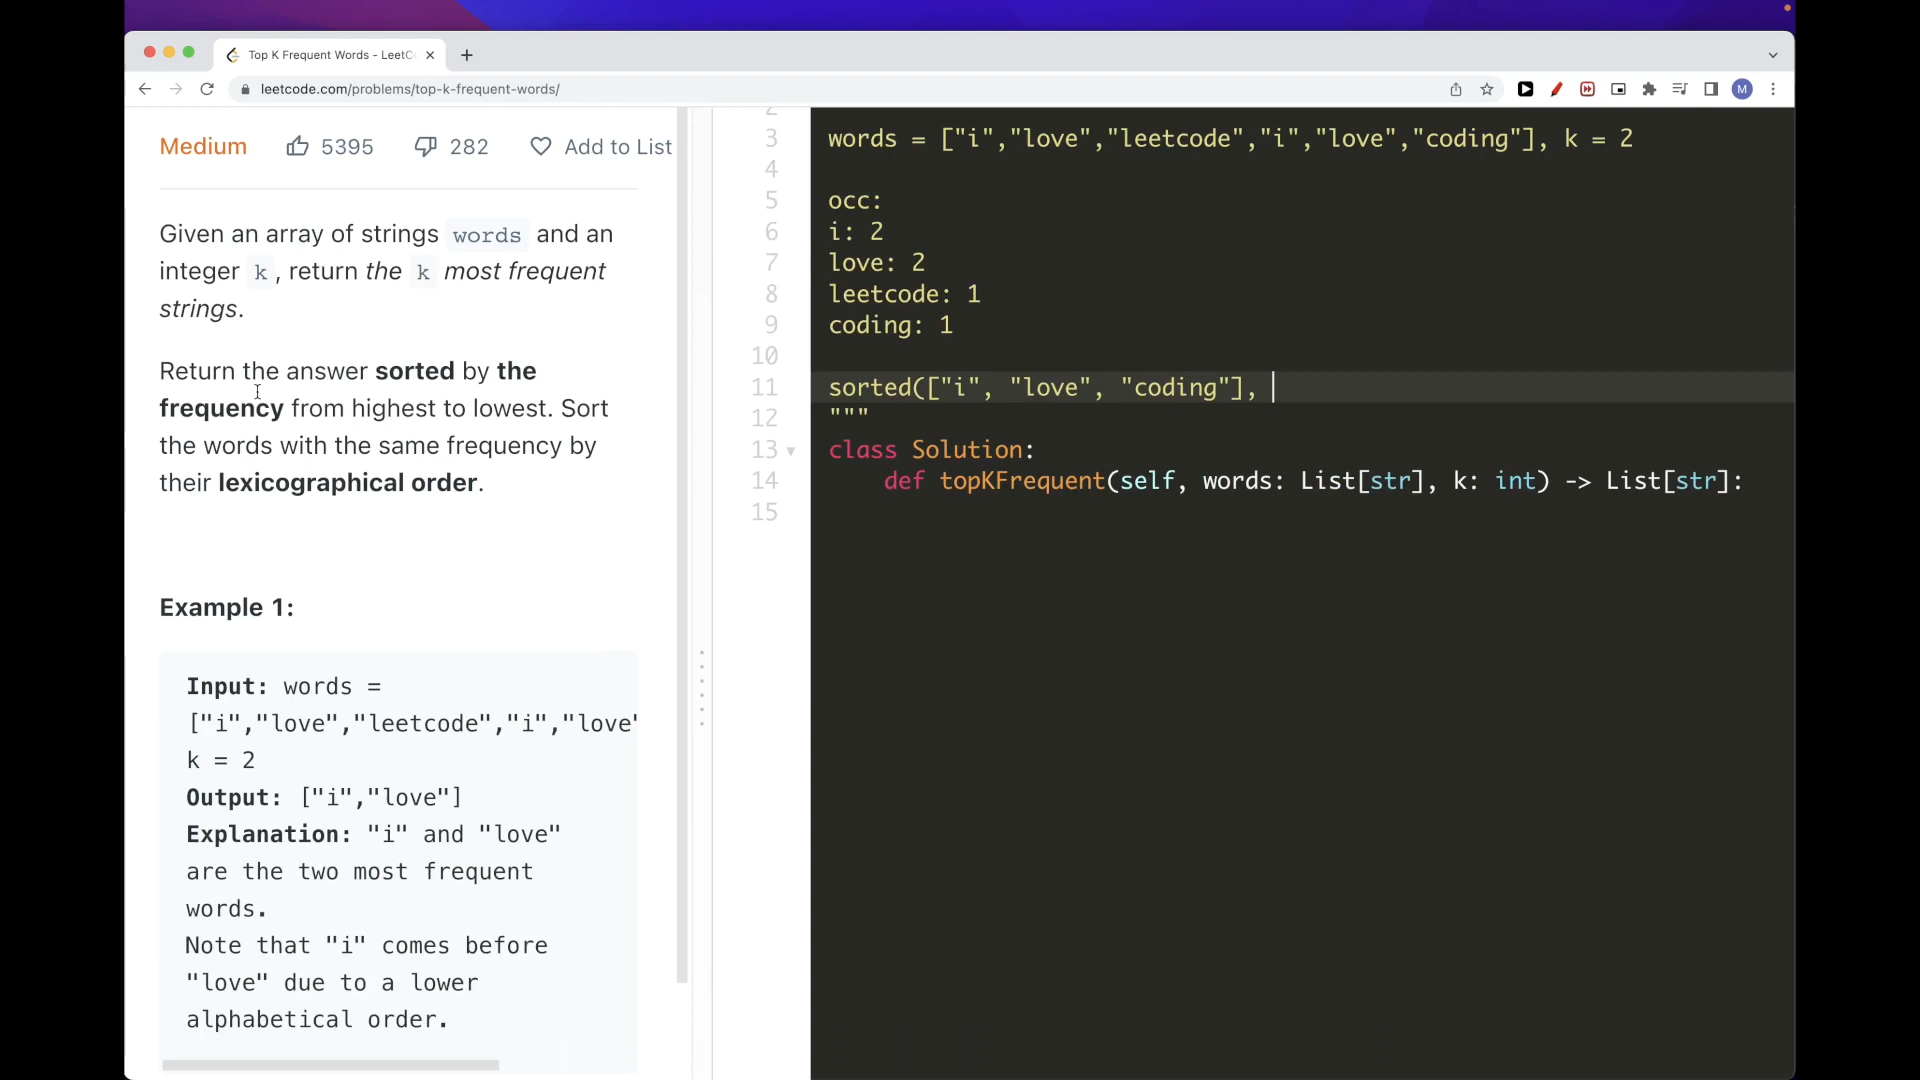 Top K Frequent Words - LeetC
leetcode.com/problems/top-k-frequent-words/
M
Medium 5395 282 Add to List
Given an array of strings words and an
integer k, return the k most frequent
strings.
Return the answer sorted by the
frequency from highest to lowest. Sort
the words with the same frequency by
their lexicographical order.
Example 1:
Input: words =
["i","love","leetcode","i","love"
k = 2
Output: ["i","love"]
Explanation: "i" and "love"
are the two most frequent
words.
Note that "i" comes before
"love" due to a lower
alphabetical order.
2
3 words = ["i","love","leetcode","i","love","coding"], k = 2
4
5 occ:
6 i: 2
7 love: 2
8 leetcode: 1
9 coding: 1
10
11 sorted(["i", "love", "coding"],
12 """
13 class Solution:
14 def topKFrequent(self, words: List[str], k: int) -> List[str]:
15